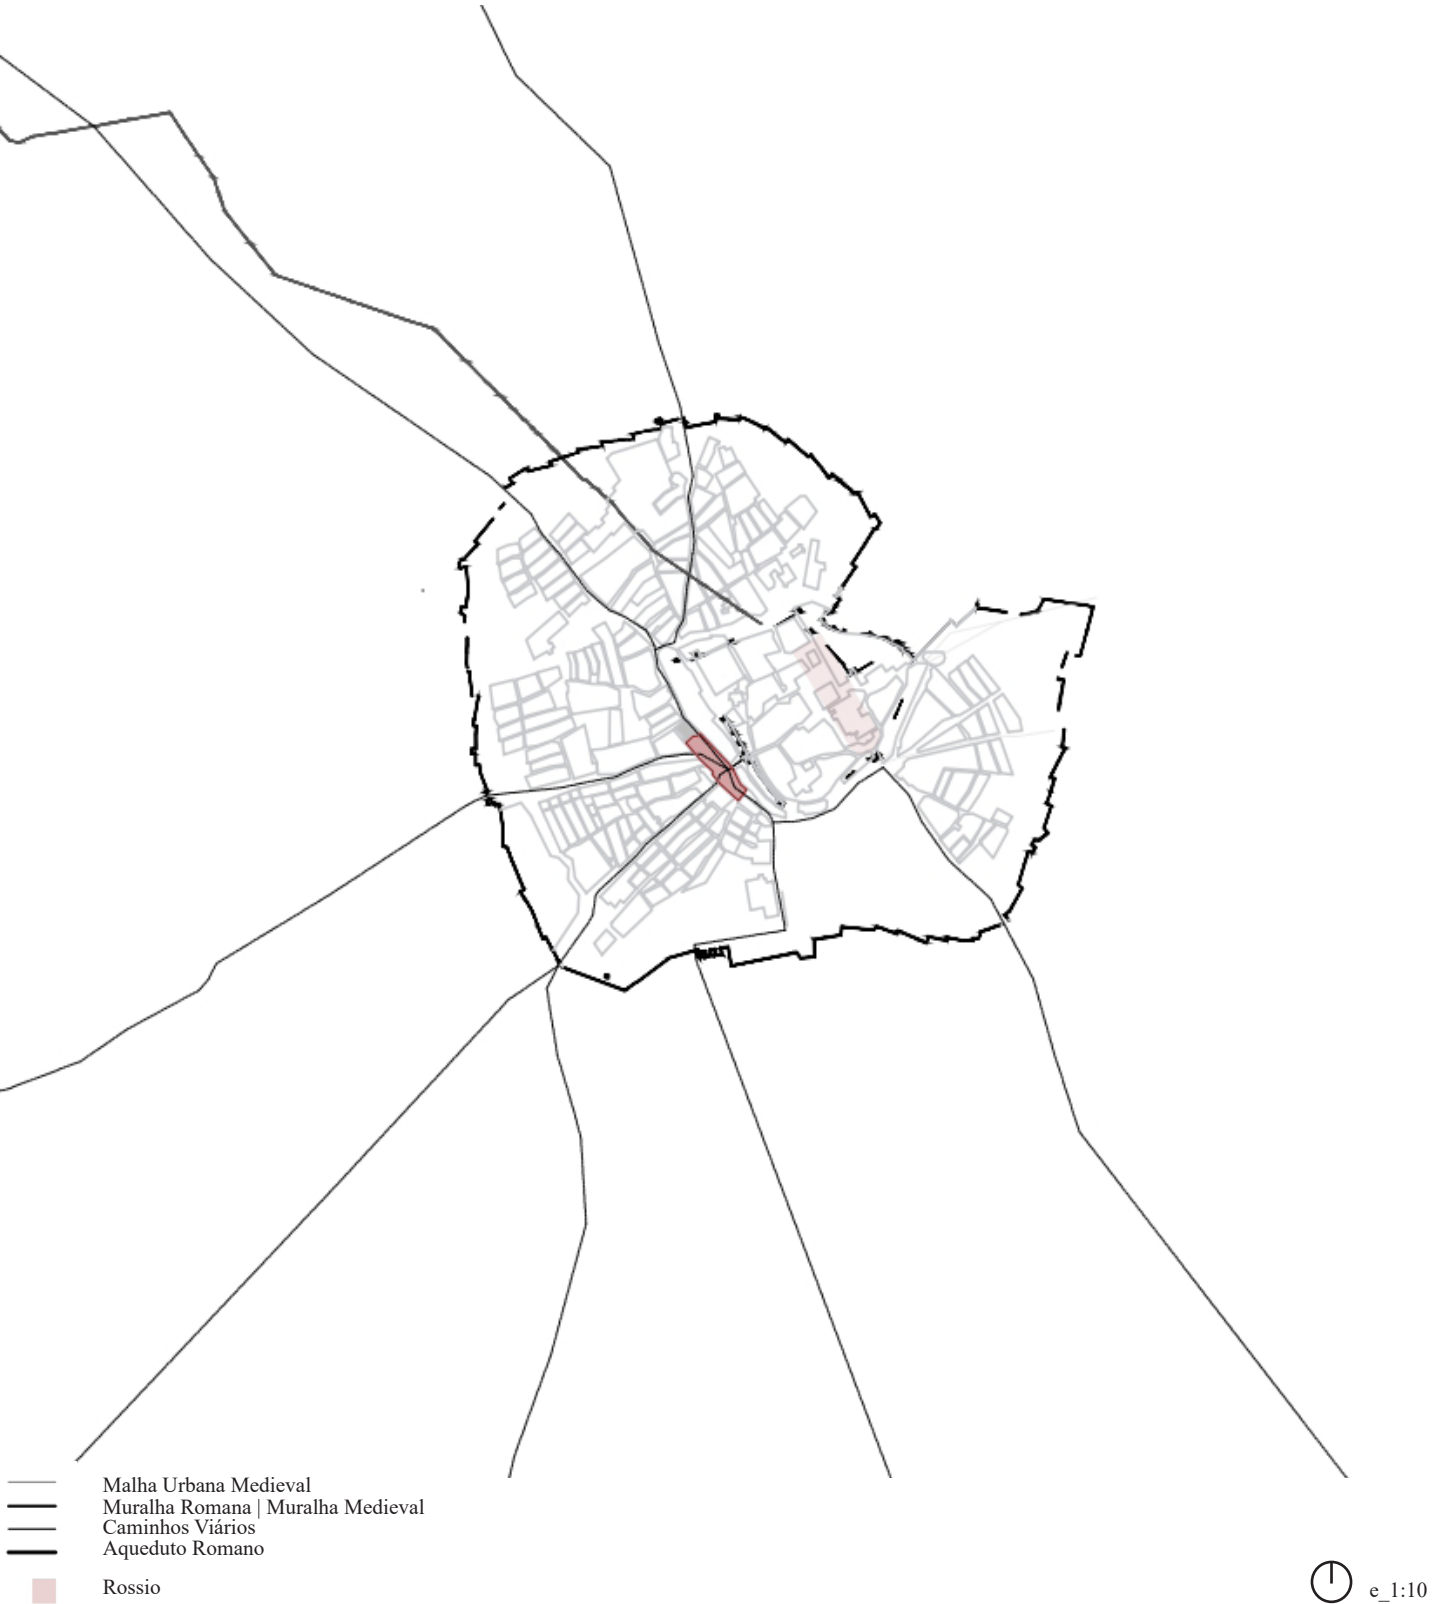 Malha Urbana Medieval
Muralha Romana | Muralha Medieval
Caminhos Viários
Aqueduto Romano
Rossio
e_1:10